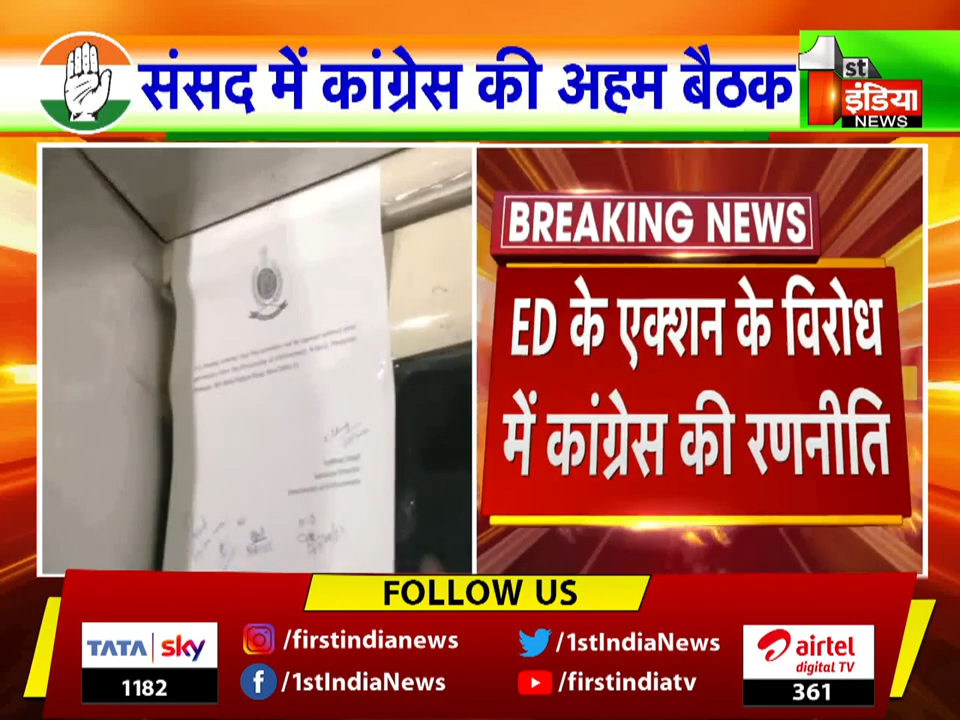 संसद में कांग्रेस की अहम बैठक
1st
इंडिया
NEWS
BREAKING NEWS
ED के एक्शन के विरोध
में कांग्रेस की रणनीति
FOLLOW US
TATA sky
1182
/firstindianews
/1stIndiaNews
/1stIndiaNews
/firstindiatv
airtel
digital TV
361